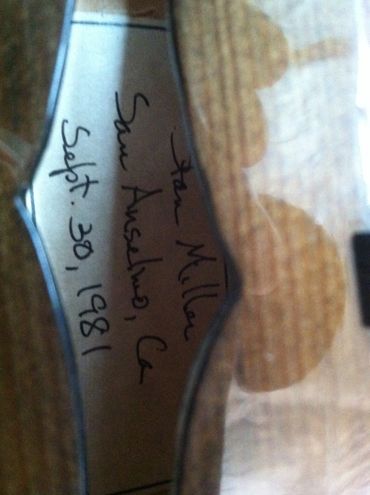 Stan Miller
San Anselmo, Ca
Sept. 30, 1981